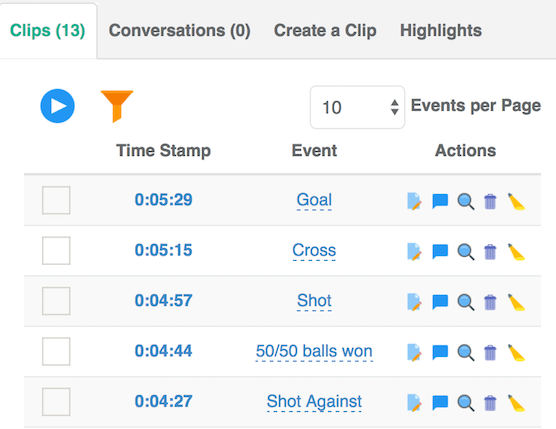 Clips (13) Conversations (0) Create a Clip Highlights
10 Events per Page
Time Stamp Event Actions
0:05:29 Goal
0:05:15 Cross
0:04:57 Shot
0:04:44 50/50 balls won
0:04:27 Shot Against